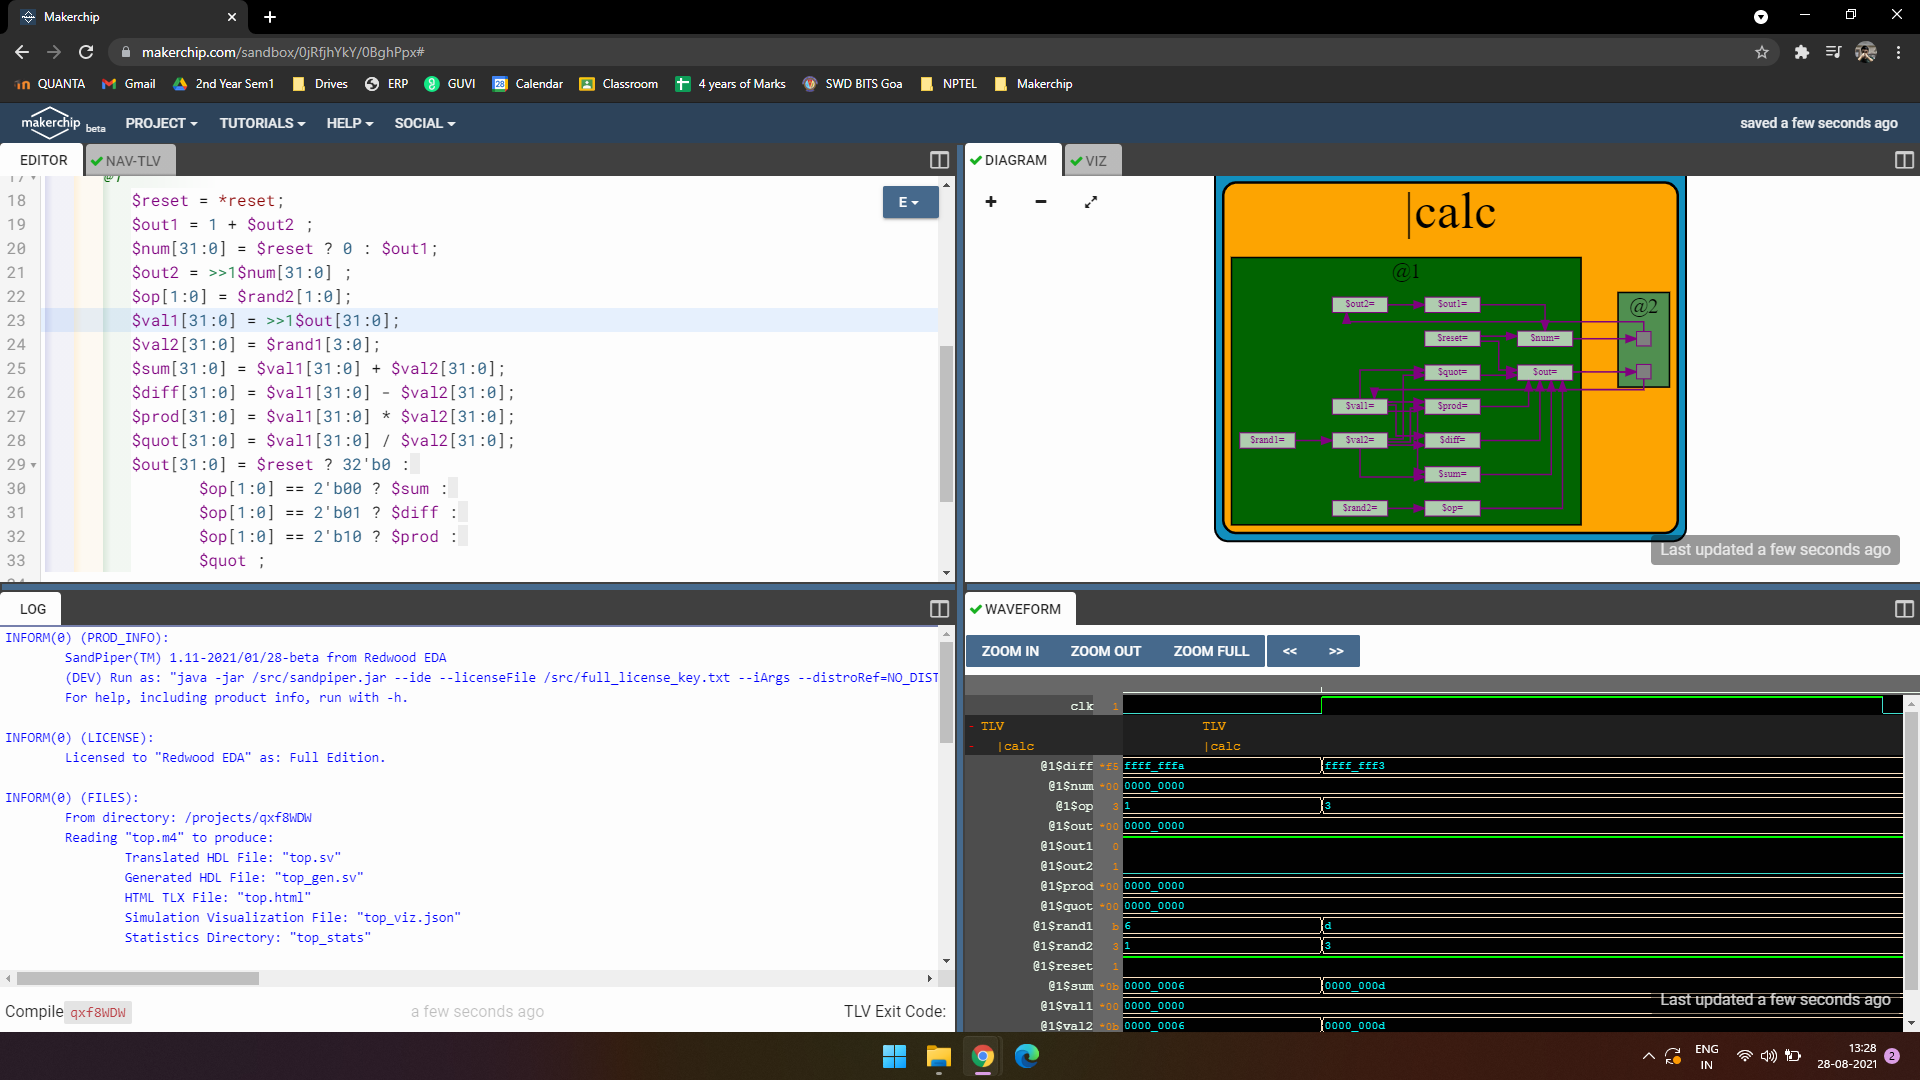 Makerchip
makerchip.com/sandbox/0jRfjhYkY/0BghPpx#
QUANTA Gmail 2nd Year Sem1 Drives ERP GUVI Calendar Classroom 4 years of Marks SWD BITS Goa NPTEL Makerchip
makerchip beta PROJECT TUTORIALS HELP SOCIAL saved a few seconds ago
EDITOR NAV-TLV
17 @1
18 $reset = *reset;
19 $out1 = 1 + $out2 ;
20 $num[31:0] = $reset ? 0 : $out1;
21 $out2 = >>1$num[31:0] ;
22 $op[1:0] = $rand2[1:0];
23 $val1[31:0] = >>1$out[31:0];
24 $val2[31:0] = $rand1[3:0];
25 $sum[31:0] = $val1[31:0] + $val2[31:0];
26 $diff[31:0] = $val1[31:0] - $val2[31:0];
27 $prod[31:0] = $val1[31:0] * $val2[31:0];
28 $quot[31:0] = $val1[31:0] / $val2[31:0];
29 $out[31:0] = $reset ? 32'b0 :
30 $op[1:0] == 2'b00 ? $sum :
31 $op[1:0] == 2'b01 ? $diff :
32 $op[1:0] == 2'b10 ? $prod :
33 $quot ;
E
DIAGRAM VIZ
|calc
@1
@2
$out2= $out1=
$reset= $num=
$quot= $out=
$val1= $prod=
$rand1= $val2= $diff=
$sum=
$rand2= $op=
Last updated a few seconds ago
LOG
INFORM(0) (PROD_INFO):
SandPiper(TM) 1.11-2021/01/28-beta from Redwood EDA
(DEV) Run as: "java -jar /src/sandpiper.jar --ide --licenseFile /src/full_license_key.txt --iArgs --distroRef=NO_DIST
For help, including product info, run with -h.
INFORM(0) (LICENSE):
Licensed to "Redwood EDA" as: Full Edition.
INFORM(0) (FILES):
From directory: /projects/qxf8WDW
Reading "top.m4" to produce:
Translated HDL File: "top.sv"
Generated HDL File: "top_gen.sv"
HTML TLX File: "top.html"
Simulation Visualization File: "top_viz.json"
Statistics Directory: "top_stats"
Compile qxf8WDW a few seconds ago TLV Exit Code:
WAVEFORM
ZOOM IN ZOOM OUT ZOOM FULL << >>
clk 1
- TLV TLV
- |calc |calc
@1$diff *f5 ffff_fffa ffff_fff3
@1$num *00 0000_0000
@1$op 3 1 3
@1$out *00 0000_0000
@1$out1 0
@1$out2 1
@1$prod *00 0000_0000
@1$quot *00 0000_0000
@1$rand1 b 6 d
@1$rand2 3 1 3
@1$reset 1
@1$sum *0b 0000_0006 0000_000d
@1$val1 *00 0000_0000
@1$val2 *0b 0000_0006 0000_000d
Last updated a few seconds ago
ENG
IN
13:28
28-08-2021
2